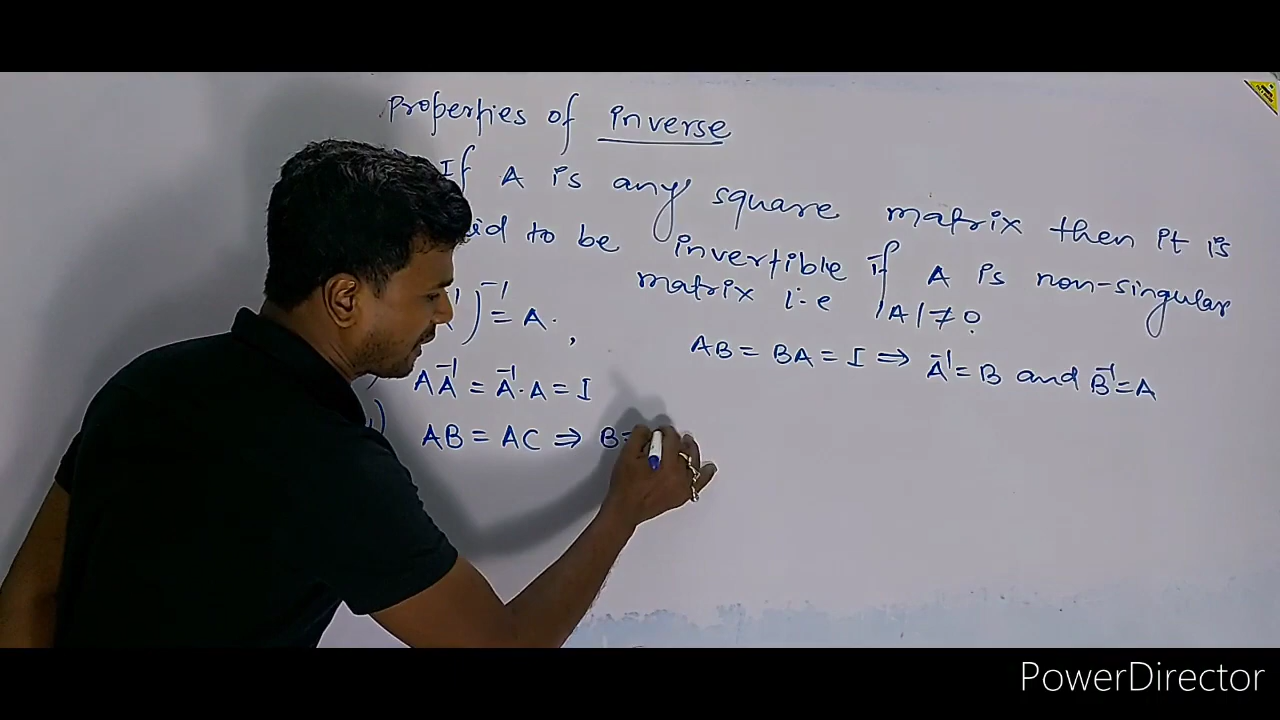 Properties of inverse
If A is any square matrix then it is
to be invertible if A is non-singular
matrix i.e |A| ≠ 0.
)⁻¹ = A. ,
AB = BA = I ⇒ A⁻¹ = B and B⁻¹ = A
) AA⁻¹ = A⁻¹·A = I
) AB = AC ⇒ B =
PowerDirector